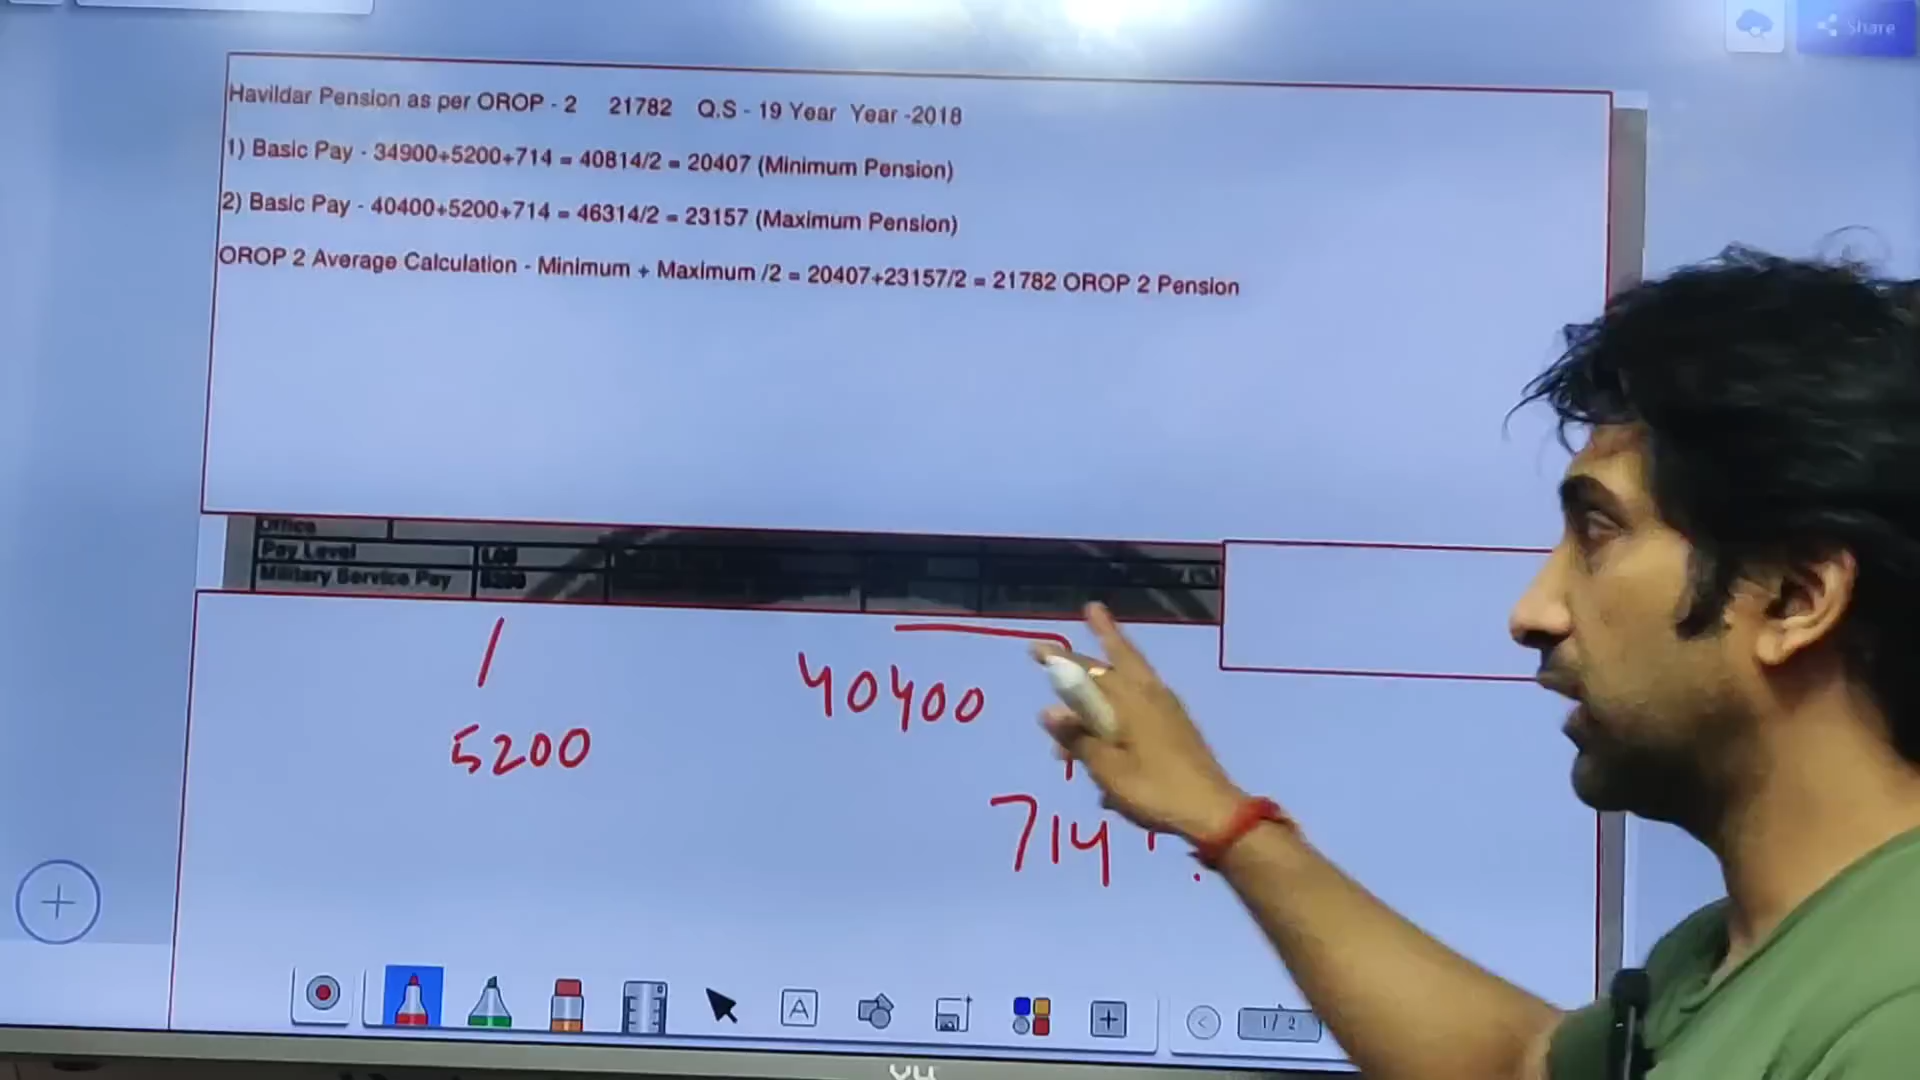 Share
Havildar Pension as per OROP - 2 21782 Q.S - 19 Year Year -2018
1) Basic Pay - 34900+5200+714 = 40814/2 = 20407 (Minimum Pension)
2) Basic Pay - 40400+5200+714 = 46314/2 = 23157 (Maximum Pension)
OROP 2 Average Calculation - Minimum + Maximum /2 = 20407+23157/2 = 21782 OROP 2 Pension
Office
Pay Level
Military Service Pay 5200
40400
5200
714
A
1/2